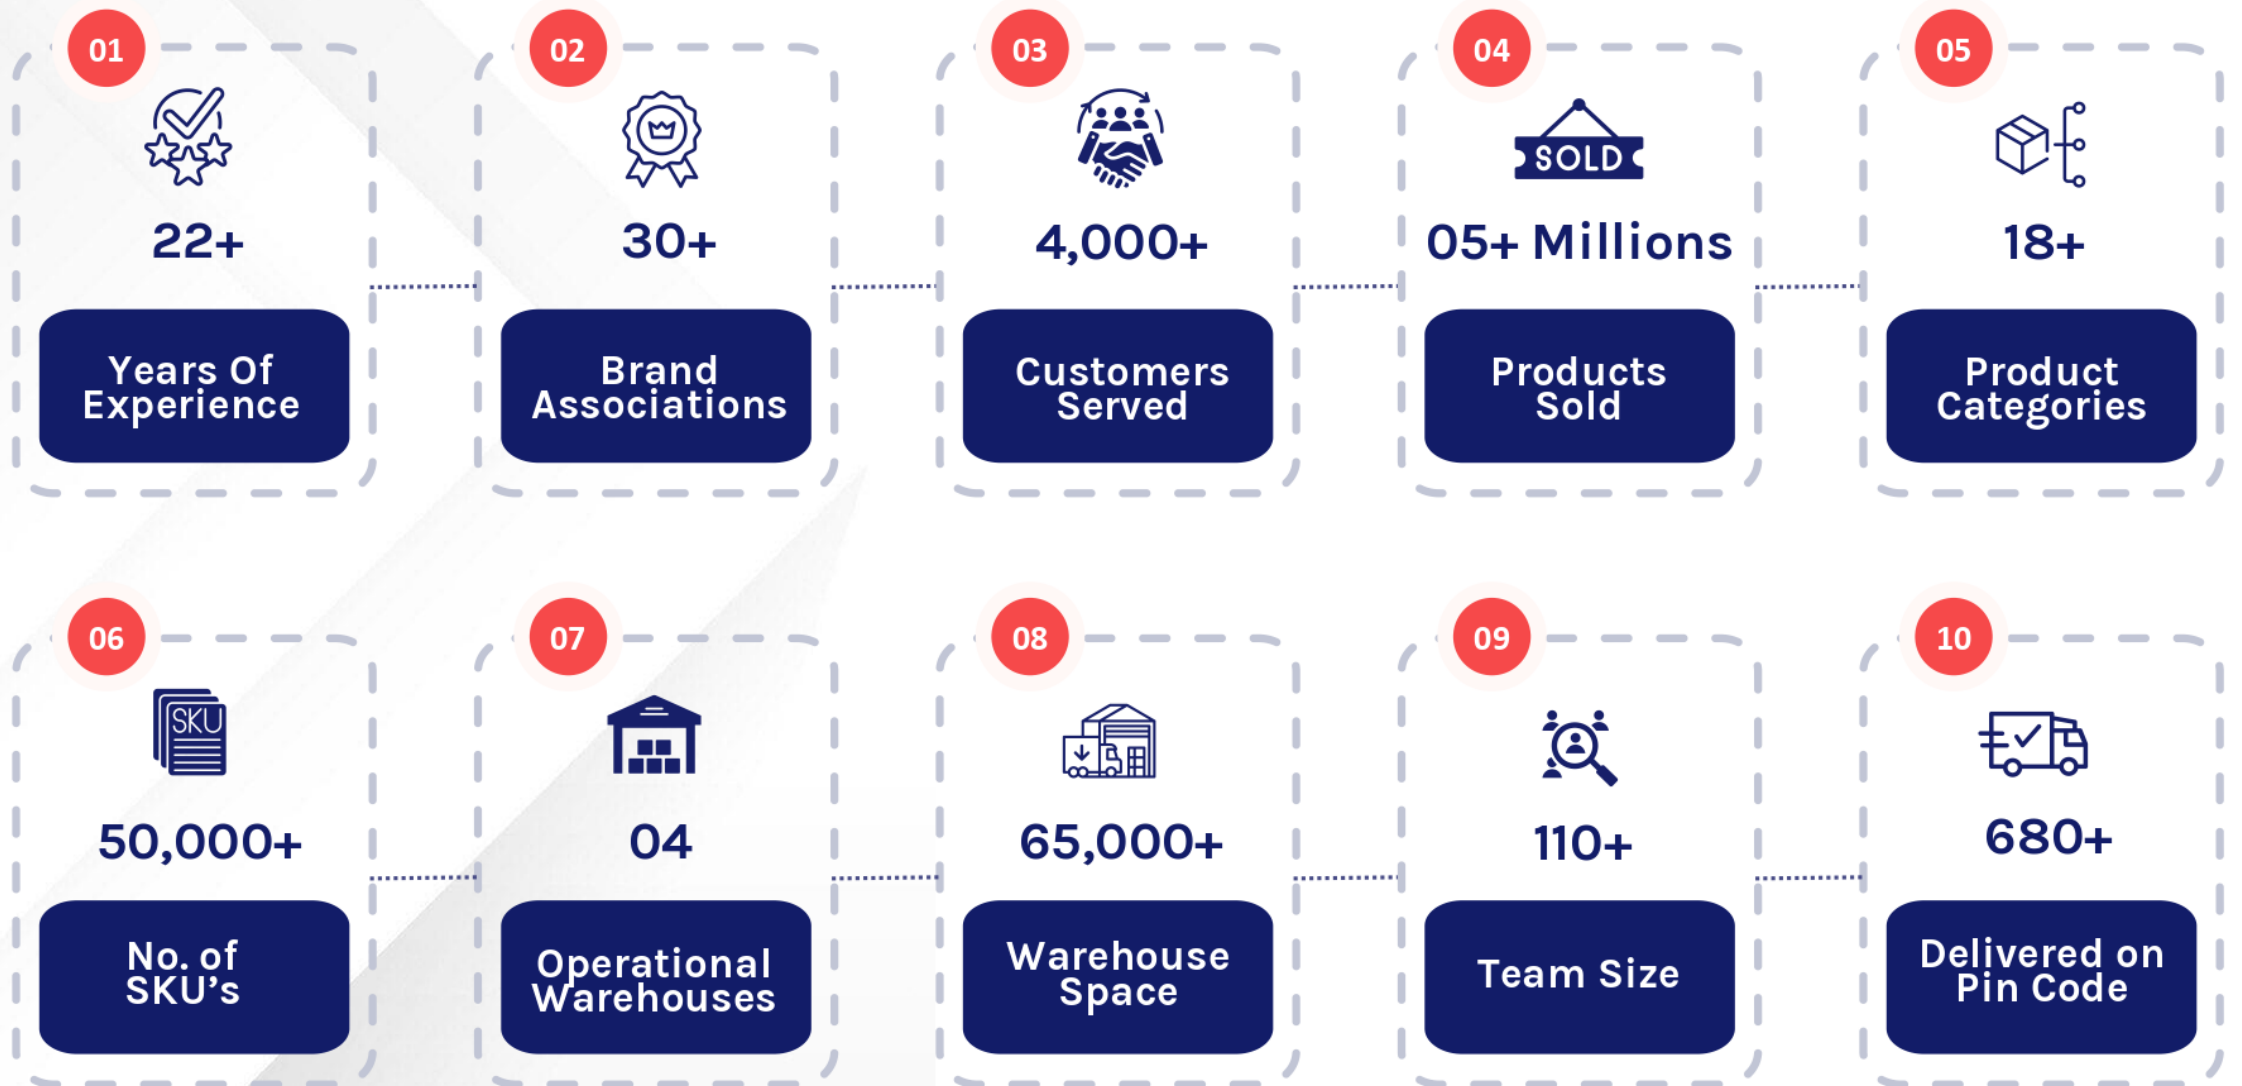 01
22+
Years Of
Experience
02
30+
Brand
Associations
03
4,000+
Customers
Served
04
SOLD
05+ Millions
Products
Sold
05
18+
Product
Categories
06
SKU
50,000+
No. of
SKU’s
07
04
Operational
Warehouses
08
65,000+
Warehouse
Space
09
110+
Team Size
10
680+
Delivered on
Pin Code